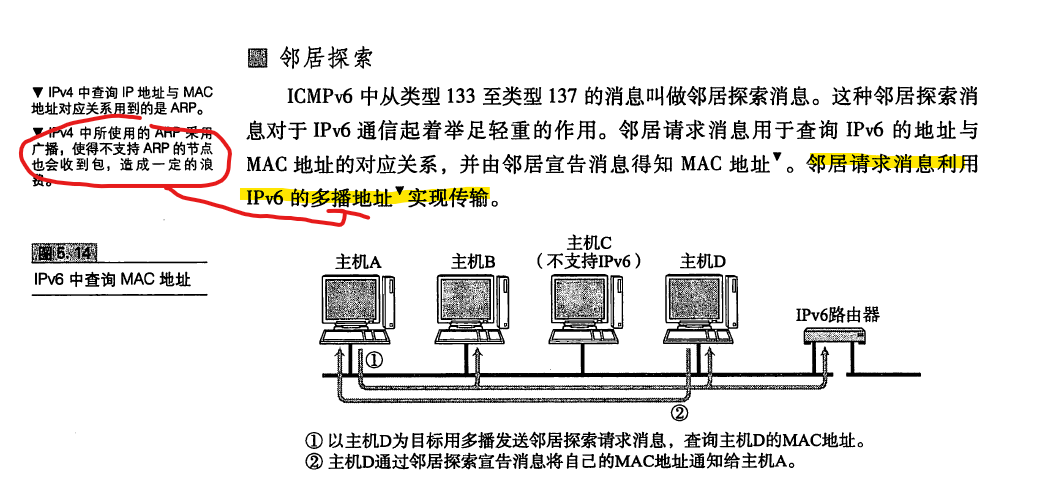 邻居探索
ICMPv6 中从类型 133 至类型 137 的消息叫做邻居探索消息。这种邻居探索消
息对于 IPv6 通信起着举足轻重的作用。邻居请求消息用于查询 IPv6 的地址与
MAC 地址的对应关系，并由邻居宣告消息得知 MAC 地址▼。邻居请求消息利用
IPv6 的多播地址▼实现传输。
▼ IPv4 中查询 IP 地址与 MAC
地址对应关系用到的是 ARP。
▼ IPv4 中所使用的 ARP 采用
广播，使得不支持 ARP 的节点
也会收到包，造成一定的浪
费。
图 5.14
IPv6 中查询 MAC 地址
主机A
主机B
主机C
（不支持IPv6）
主机D
IPv6路由器
①
②
① 以主机D为目标用多播发送邻居探索请求消息，查询主机D的MAC地址。
② 主机D通过邻居探索宣告消息将自己的MAC地址通知给主机A。